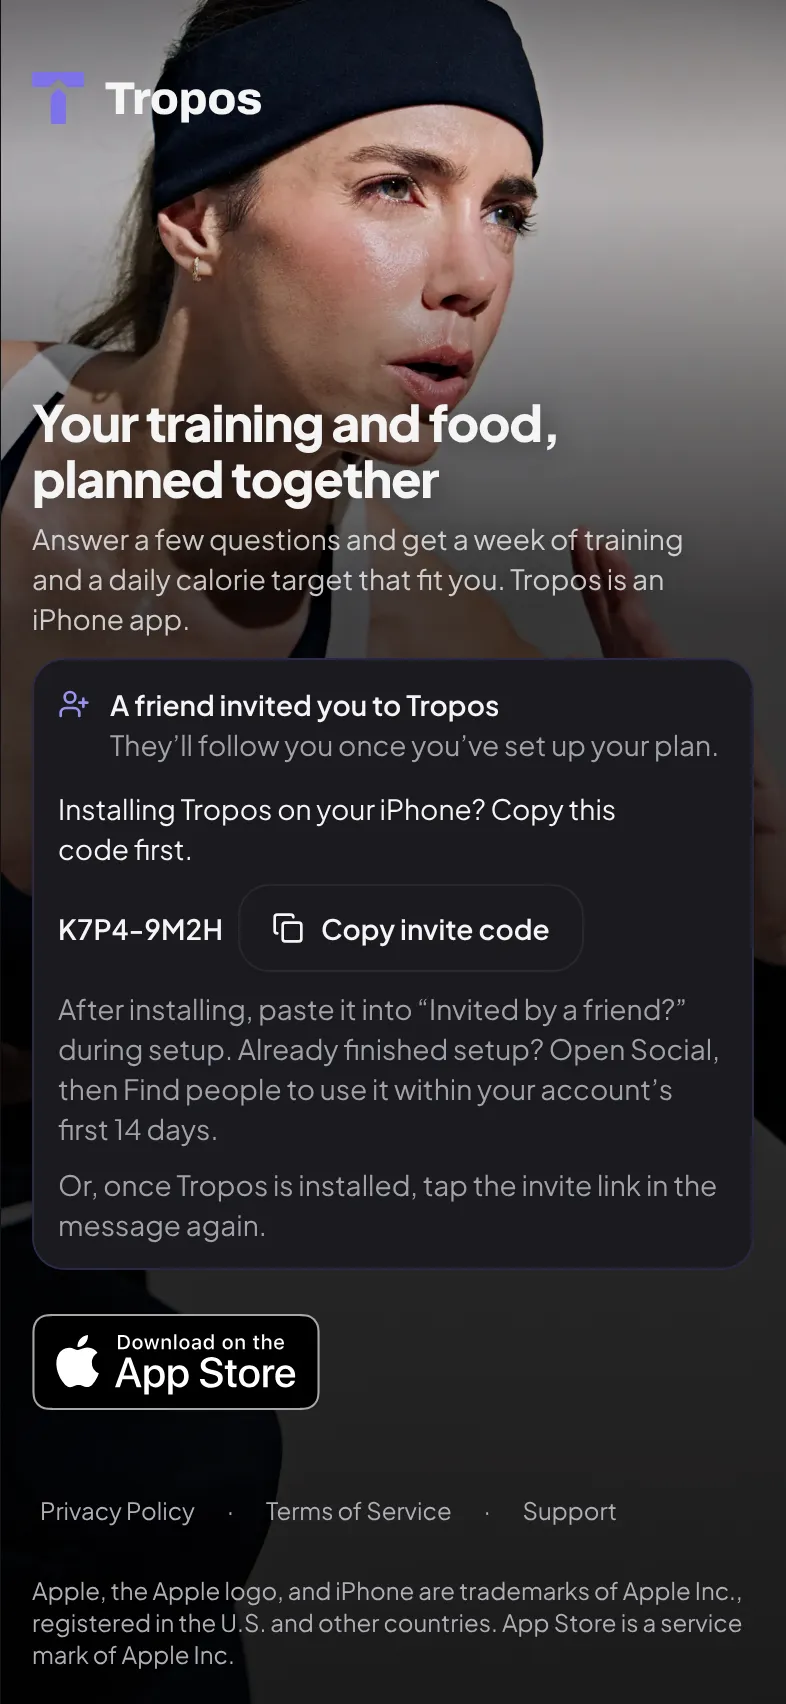 Tropos
Your training and food,
planned together
Answer a few questions and get a week of training
and a daily calorie target that fit you. Tropos is an
iPhone app.
A friend invited you to Tropos
They’ll follow you once you’ve set up your plan.
Installing Tropos on your iPhone? Copy this
code first.
K7P4-9M2H
Copy invite code
After installing, paste it into “Invited by a friend?”
during setup. Already finished setup? Open Social,
then Find people to use it within your account’s
first 14 days.
Or, once Tropos is installed, tap the invite link in the
message again.
Download on the
App Store
Privacy Policy · Terms of Service · Support
Apple, the Apple logo, and iPhone are trademarks of Apple Inc.,
registered in the U.S. and other countries. App Store is a service
mark of Apple Inc.